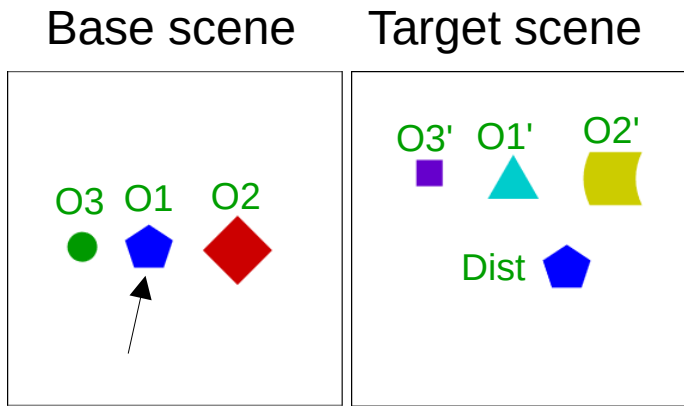 Base scene
Target scene
O3
O1
O2
O3'
O1'
O2'
Dist